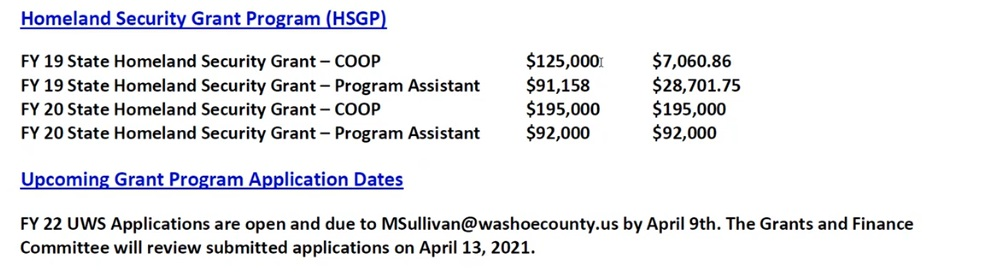 Homeland Security Grant Program (HSGP)
FY 19 State Homeland Security Grant – COOP $125,000 $7,060.86
FY 19 State Homeland Security Grant – Program Assistant $91,158 $28,701.75
FY 20 State Homeland Security Grant – COOP $195,000 $195,000
FY 20 State Homeland Security Grant – Program Assistant $92,000 $92,000
Upcoming Grant Program Application Dates
FY 22 UWS Applications are open and due to MSullivan@washoecounty.us by April 9th. The Grants and Finance
Committee will review submitted applications on April 13, 2021.